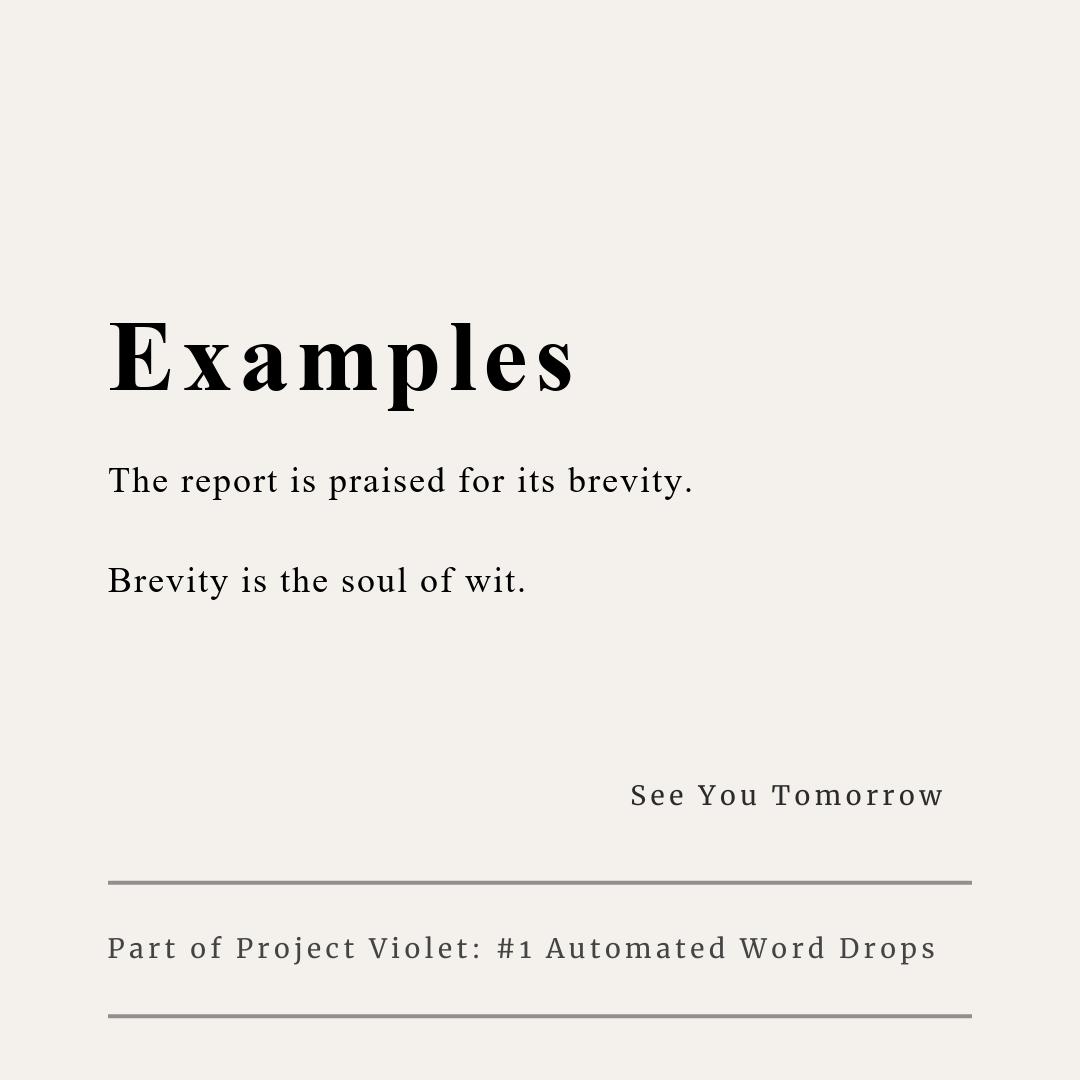 Examples
The report is praised for its brevity.
Brevity is the soul of wit.
See You Tomorrow
Part of Project Violet: #1 Automated Word Drops